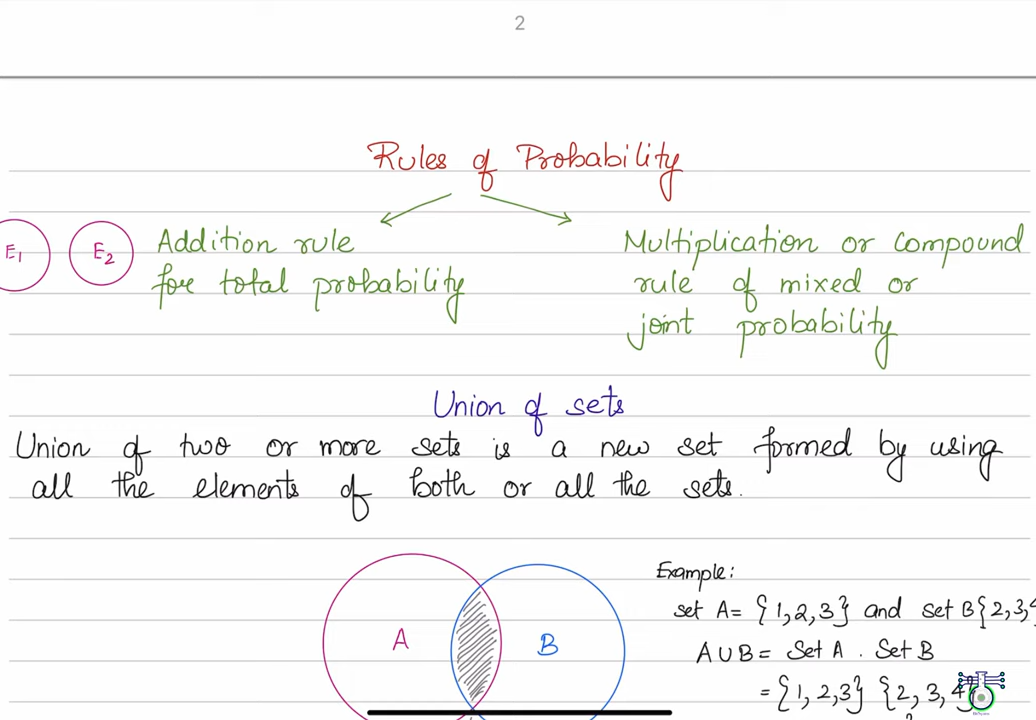 2
Rules of Probability
E1 E2 Addition rule
for total probability
Multiplication or compound
rule of mixed or
joint probability
Union of sets
Union of two or more sets is a new set formed by using
all the elements of both or all the sets.
A B
Example:
set A= {1,2,3} and set B{2,3,4
A∪B = Set A . Set B
= {1, 2,3} {2, 3, 4}